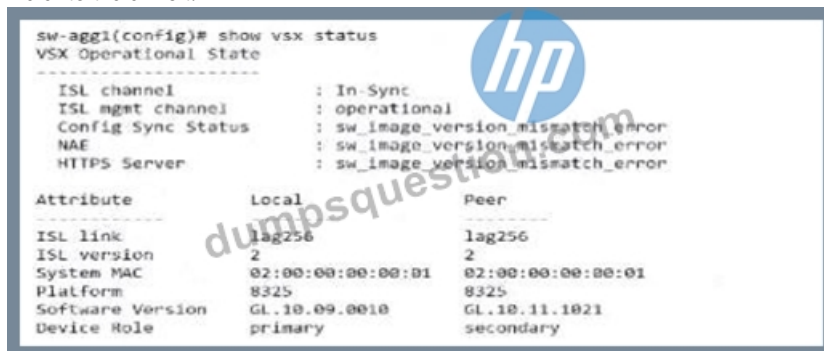 sw-agg1(config)# show vsx status
VSX Operational State
---------------------
ISL channel : In-Sync
ISL mgmt channel : operational
Config Sync Status : sw_image_version_mismatch_error
NAE : sw_image_version_mismatch_error
HTTPS Server : sw_image_version_mismatch_error
Attribute Local Peer
ISL link lag256 lag256
ISL version 2 2
System MAC 02:00:00:00:00:01 02:00:00:00:00:01
Platform 8325 8325
Software Version GL.10.09.0010 GL.10.11.1021
Device Role primary secondary
hp
dumpsquestion.com